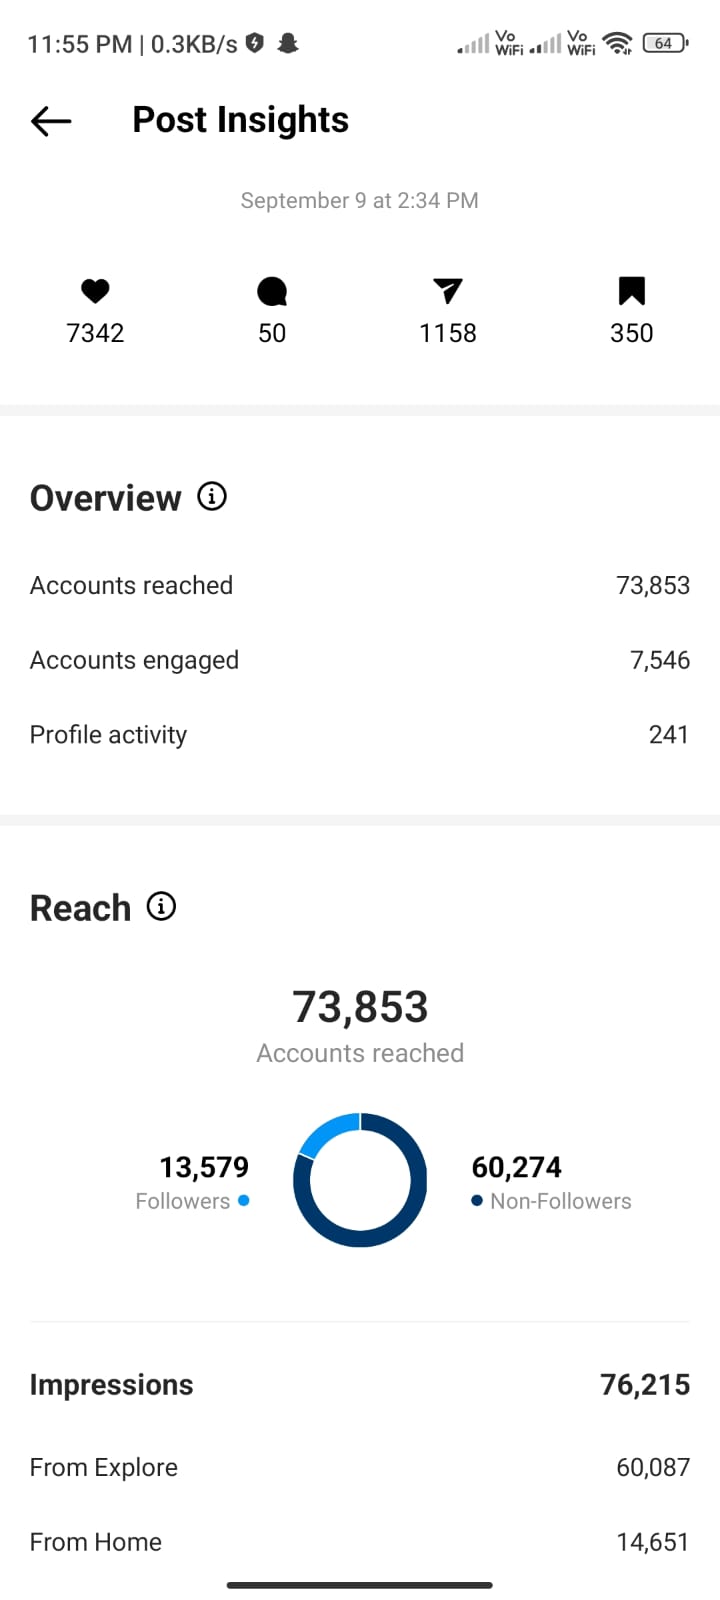 11:55 PM | 0.3KB/s Vo WiFi Vo WiFi 64
Post Insights
September 9 at 2:34 PM
7342 50 1158 350
Overview
Accounts reached 73,853
Accounts engaged 7,546
Profile activity 241
Reach
73,853
Accounts reached
13,579 60,274
Followers Non-Followers
Impressions 76,215
From Explore 60,087
From Home 14,651